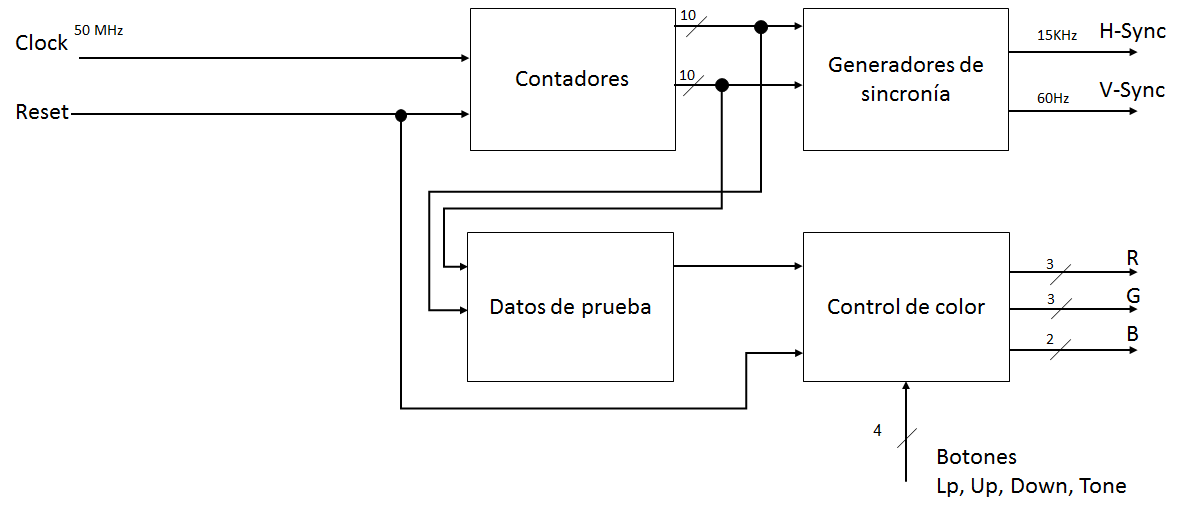 Clock
50 MHz
Reset
Contadores
10
10
Generadores de
sincronía
15KHz
H-Sync
60Hz
V-Sync
Datos de prueba
Control de color
3
R
3
G
2
B
4
Botones
Lp, Up, Down, Tone